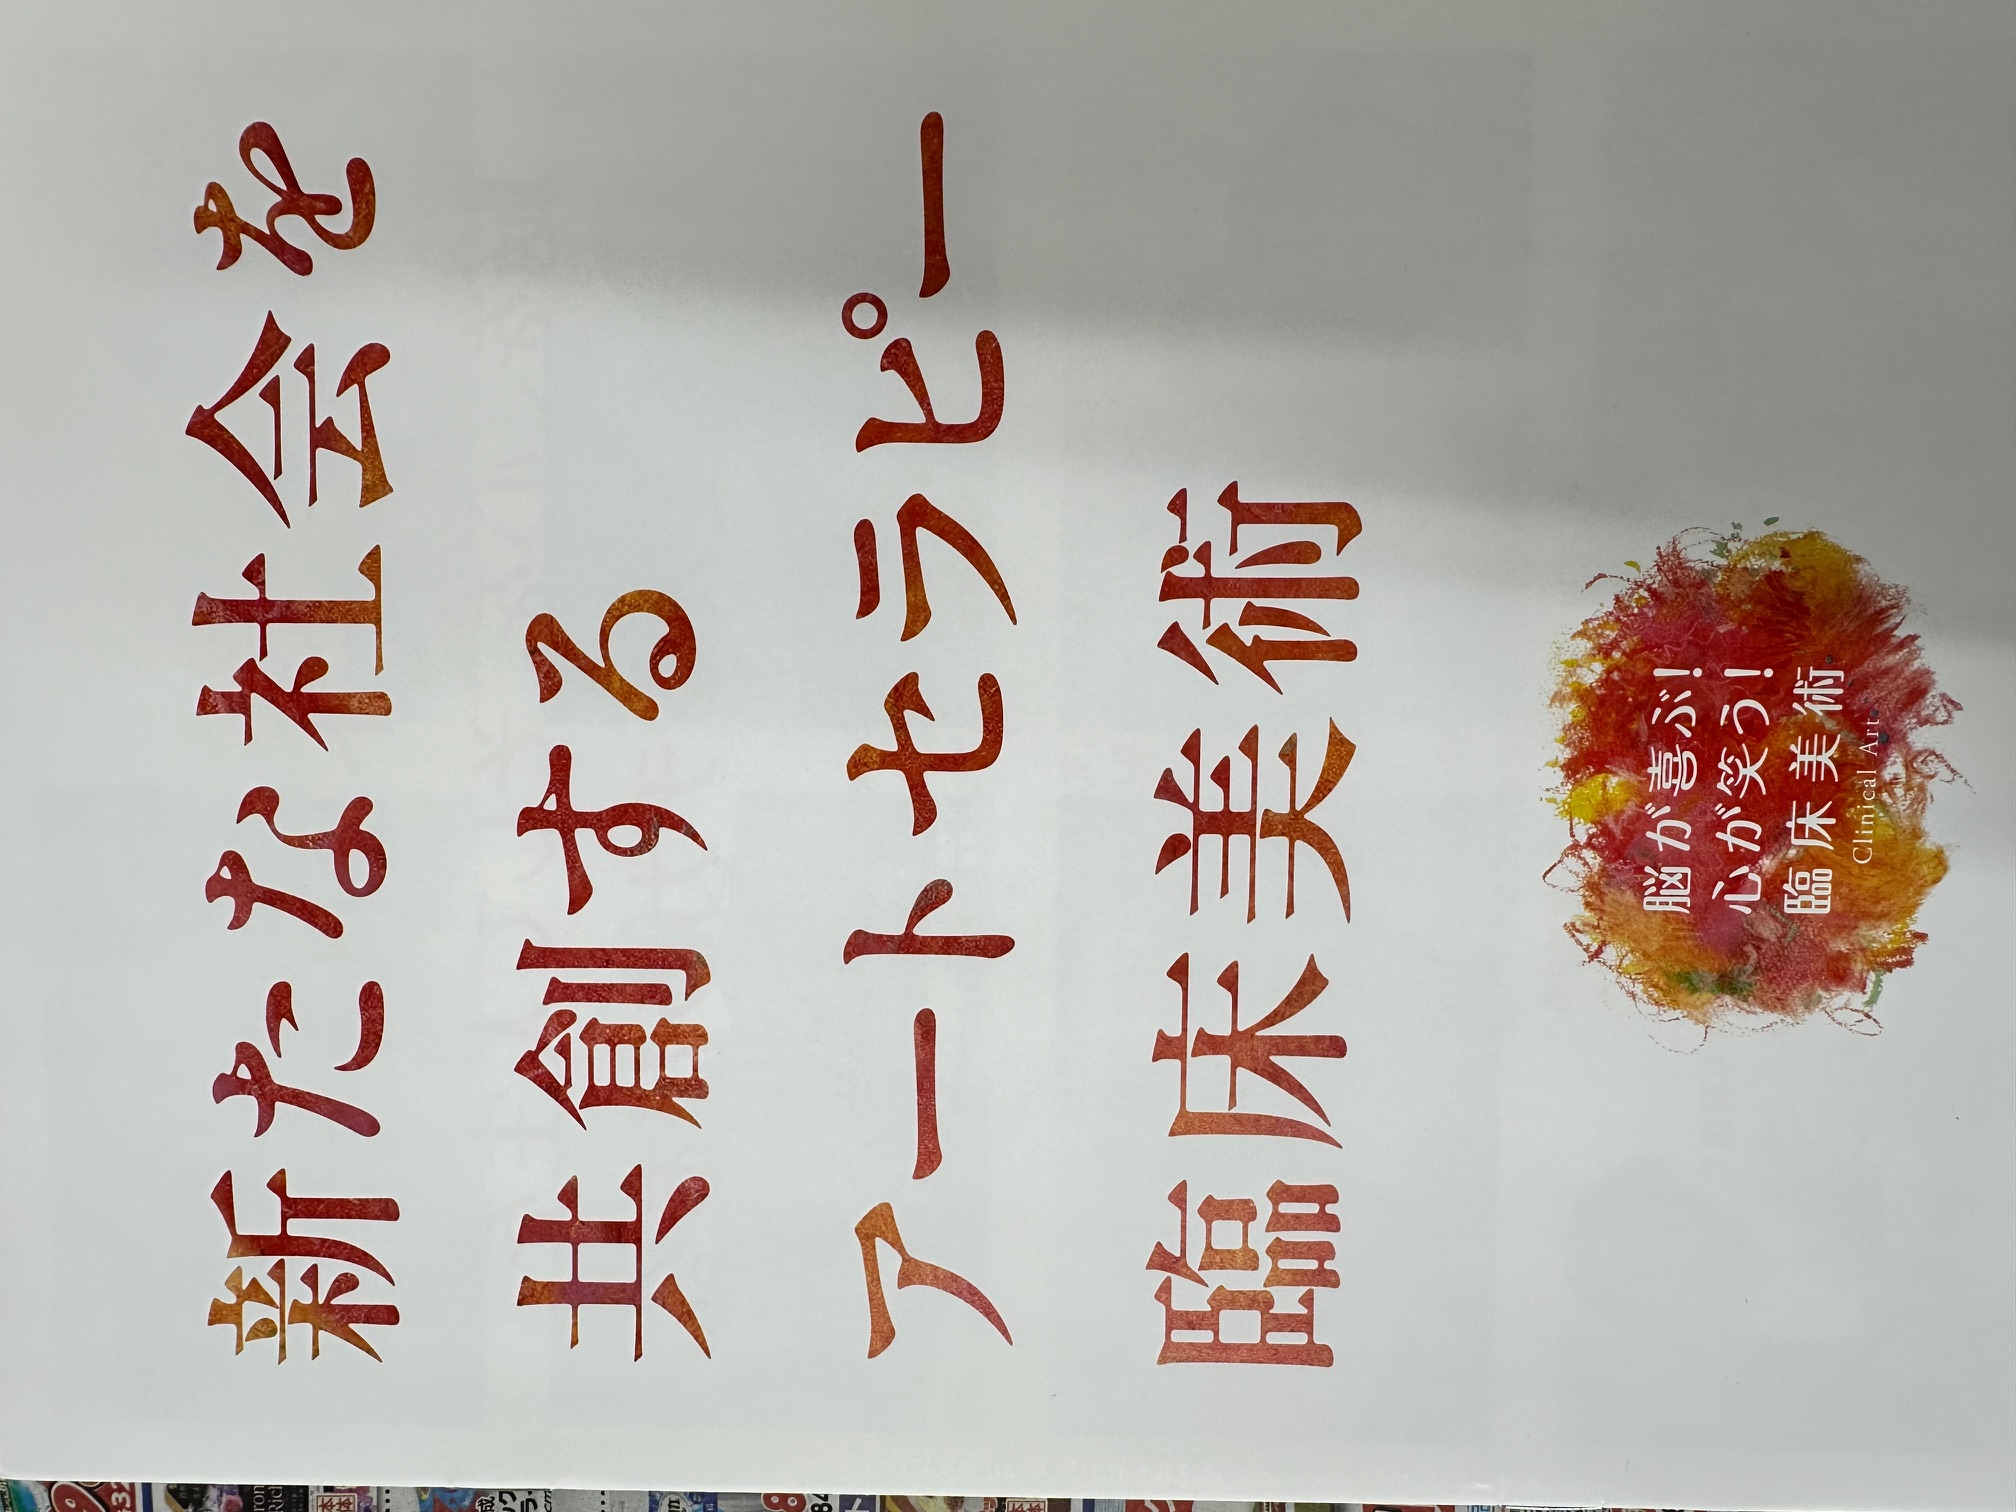 新たな社会を
共創する
アートセラピー
臨床美術
脳が喜ぶ!
心が笑う!
臨床美術
Clinical Art